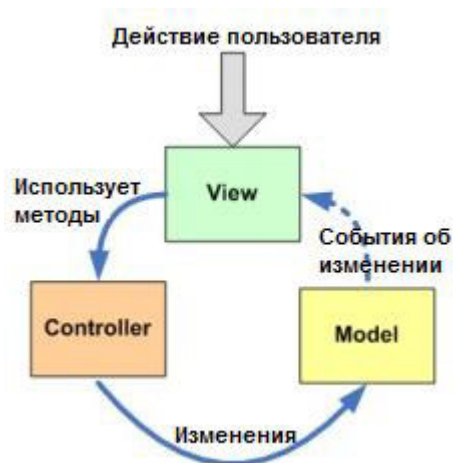 Действие пользователя
View
Использует
методы
События об
изменении
Controller
Model
Изменения